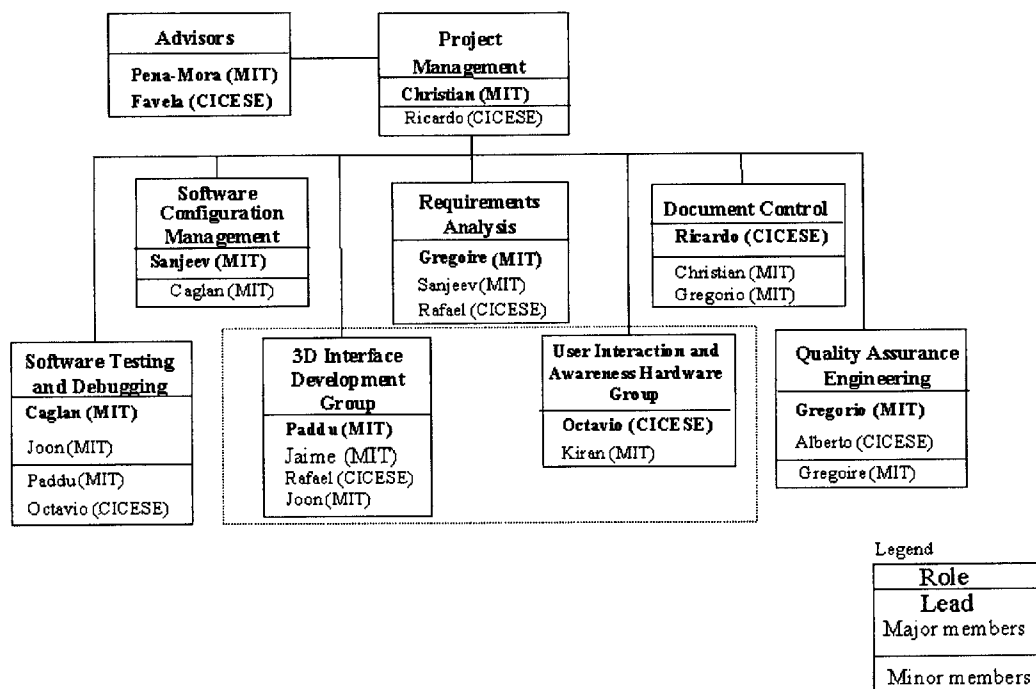 Advisors
Pena-Mora (MIT)
Favela (CICESE)
Project
Management
Christian (MIT)
Ricardo (CICESE)
Software
Configuration
Management
Sanjeev (MIT)
Caglan (MIT)
Requirements
Analysis
Gregoire (MIT)
Sanjeev (MIT)
Rafael (CICESE)
Document Control
Ricardo (CICESE)
Christian (MIT)
Gregorio (MIT)
Software Testing
and Debugging
Caglan (MIT)
Joon (MIT)
Paddu (MIT)
Octavio (CICESE)
3D Interface
Development
Group
Paddu (MIT)
Jaime (MIT)
Rafael (CICESE)
Joon (MIT)
User Interaction and
Awareness Hardware
Group
Octavio (CICESE)
Kiran (MIT)
Quality Assurance
Engineering
Gregorio (MIT)
Alberto (CICESE)
Gregoire (MIT)
Legend
Role
Lead
Major members
Minor members